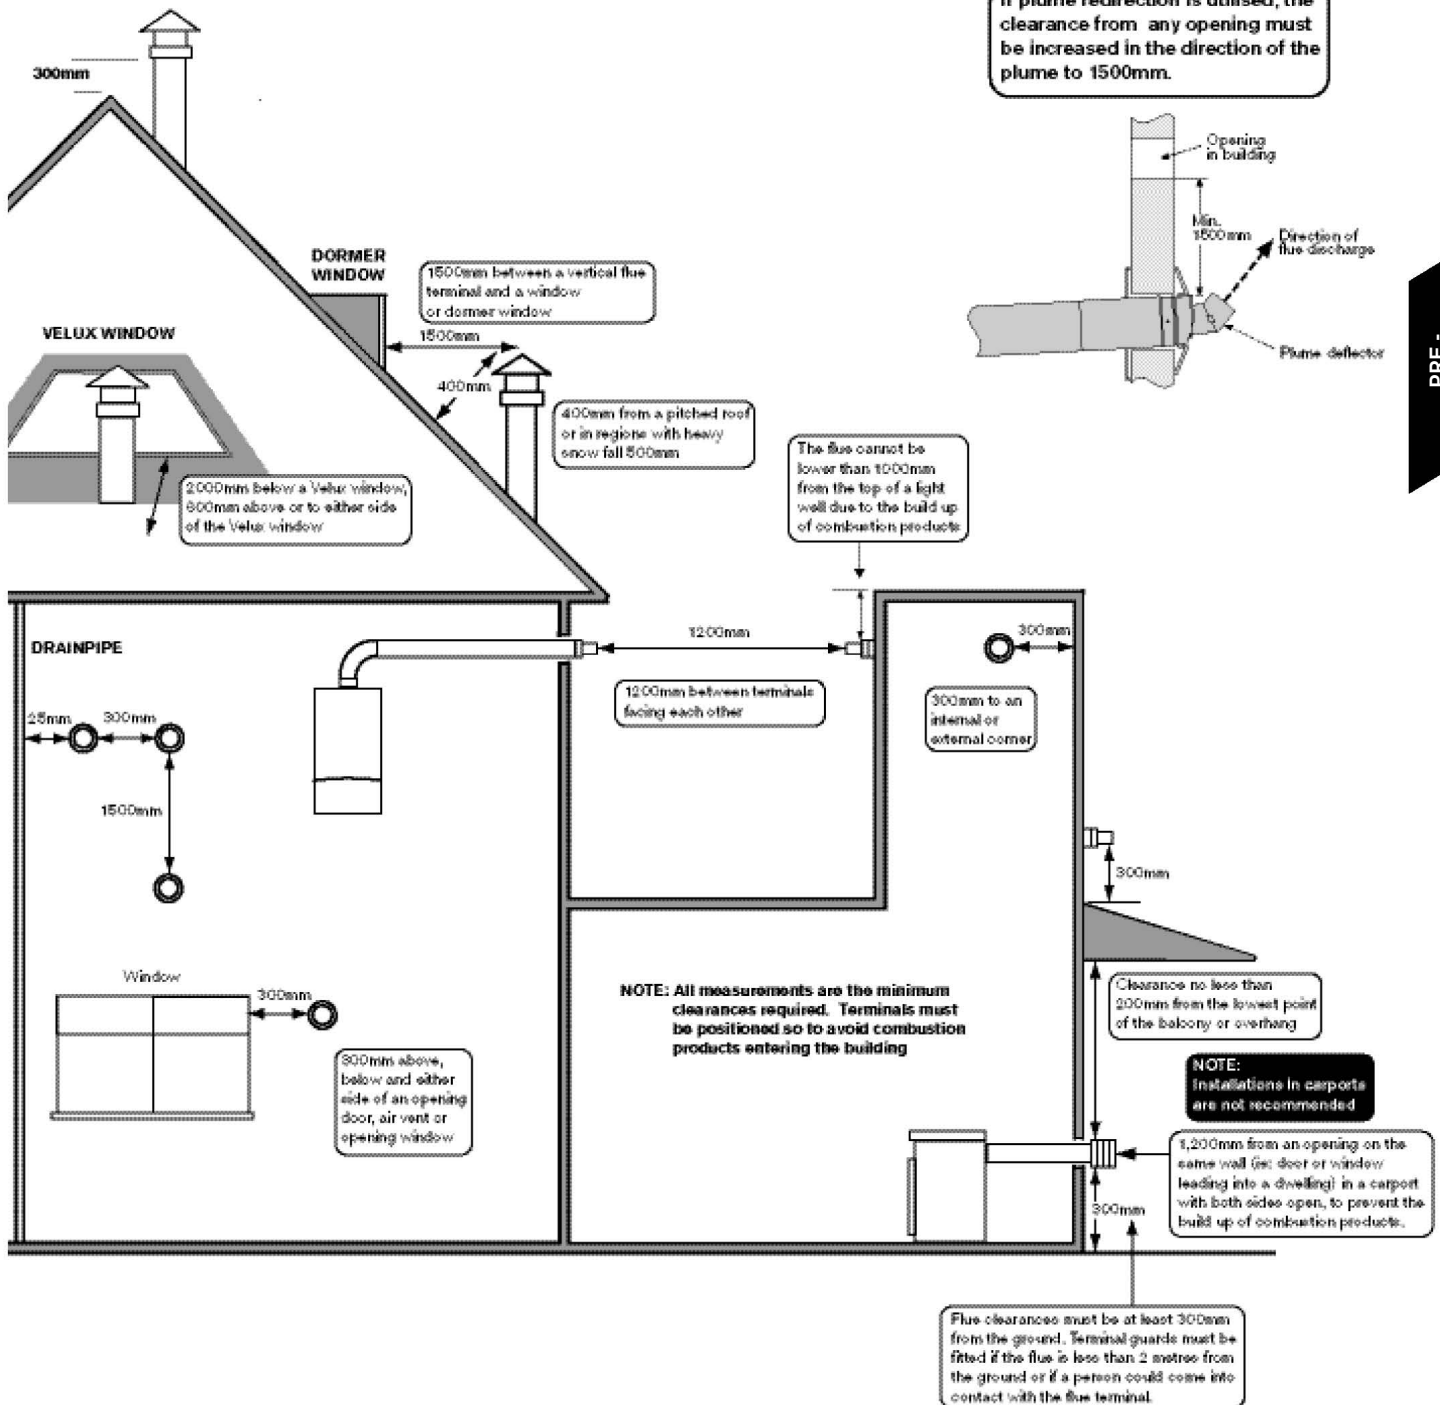 If plume redirection is utilised, the
clearance from any opening must
be increased in the direction of the
plume to 1500mm.
300mm
Opening
in building
Min.
1500mm
Direction of
flue discharge
Plume deflector
PRE -
DORMER
WINDOW
1500mm between a vertical flue
terminal and a window
or dormer window
1500mm
VELUX WINDOW
400mm
400mm from a pitched roof
or in regions with heavy
snow fall 500mm
2000mm below a Velux window,
600mm above or to either side
of the Velux window
The flue cannot be
lower than 1000mm
from the top of a light
well due to the build up
of combustion products
DRAINPIPE
1200mm
300mm
1200mm between terminals
facing each other
300mm to an
internal or
external corner
25mm
300mm
1500mm
300mm
Window
300mm
NOTE: All measurements are the minimum
clearances required. Terminals must
be positioned so to avoid combustion
products entering the building
Clearance no less than
200mm from the lowest point
of the balcony or overhang
300mm above,
below and either
side of an opening
door, air vent or
opening window
NOTE:
Installations in carports
are not recommended
1,200mm from an opening on the
same wall (ie: door or window
leading into a dwelling) in a carport
with both sides open, to prevent the
build up of combustion products.
300mm
Flue clearances must be at least 300mm
from the ground. Terminal guards must be
fitted if the flue is less than 2 metres from
the ground or if a person could come into
contact with the flue terminal.